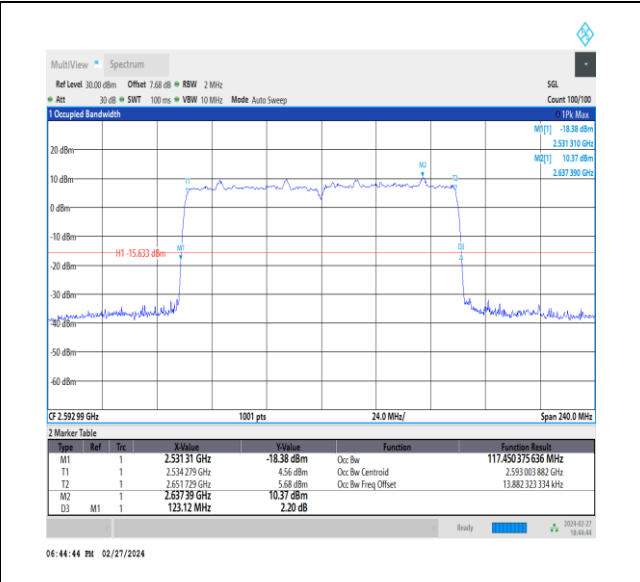 MultiView Spectrum
Ref Level 30.00 dBm Offset 7.68 dB RBW 2 MHz SGL
Att 30 dB SWT 100 ms VBW 10 MHz Mode Auto Sweep Count 100/100
1 Occupied Bandwidth 1Pk Max
M1[1] -18.38 dBm
2.531 310 GHz
20 dBm
M2[1] 10.37 dBm
2.637 390 GHz
M2
T1
T2
10 dBm
0 dBm
-10 dBm
M1
D3
H1 -15.633 dBm
-20 dBm
-30 dBm
-40 dBm
-50 dBm
-60 dBm
CF 2.592 99 GHz 1001 pts 24.0 MHz/ Span 240.0 MHz
2 Marker Table
Type Ref Trc X-Value Y-Value Function Function Result
M1 1 2.531 31 GHz -18.38 dBm Occ Bw 117.450 375 636 MHz
T1 1 2.534 279 GHz 4.56 dBm Occ Bw Centroid 2.593 003 882 GHz
T2 1 2.651 729 GHz 5.68 dBm Occ Bw Freq Offset 13.882 323 334 kHz
M2 1 2.637 39 GHz 10.37 dBm
D3 M1 1 123.12 MHz 2.20 dB
Ready 2024-02-27
18:44:44
06:44:44 PM 02/27/2024